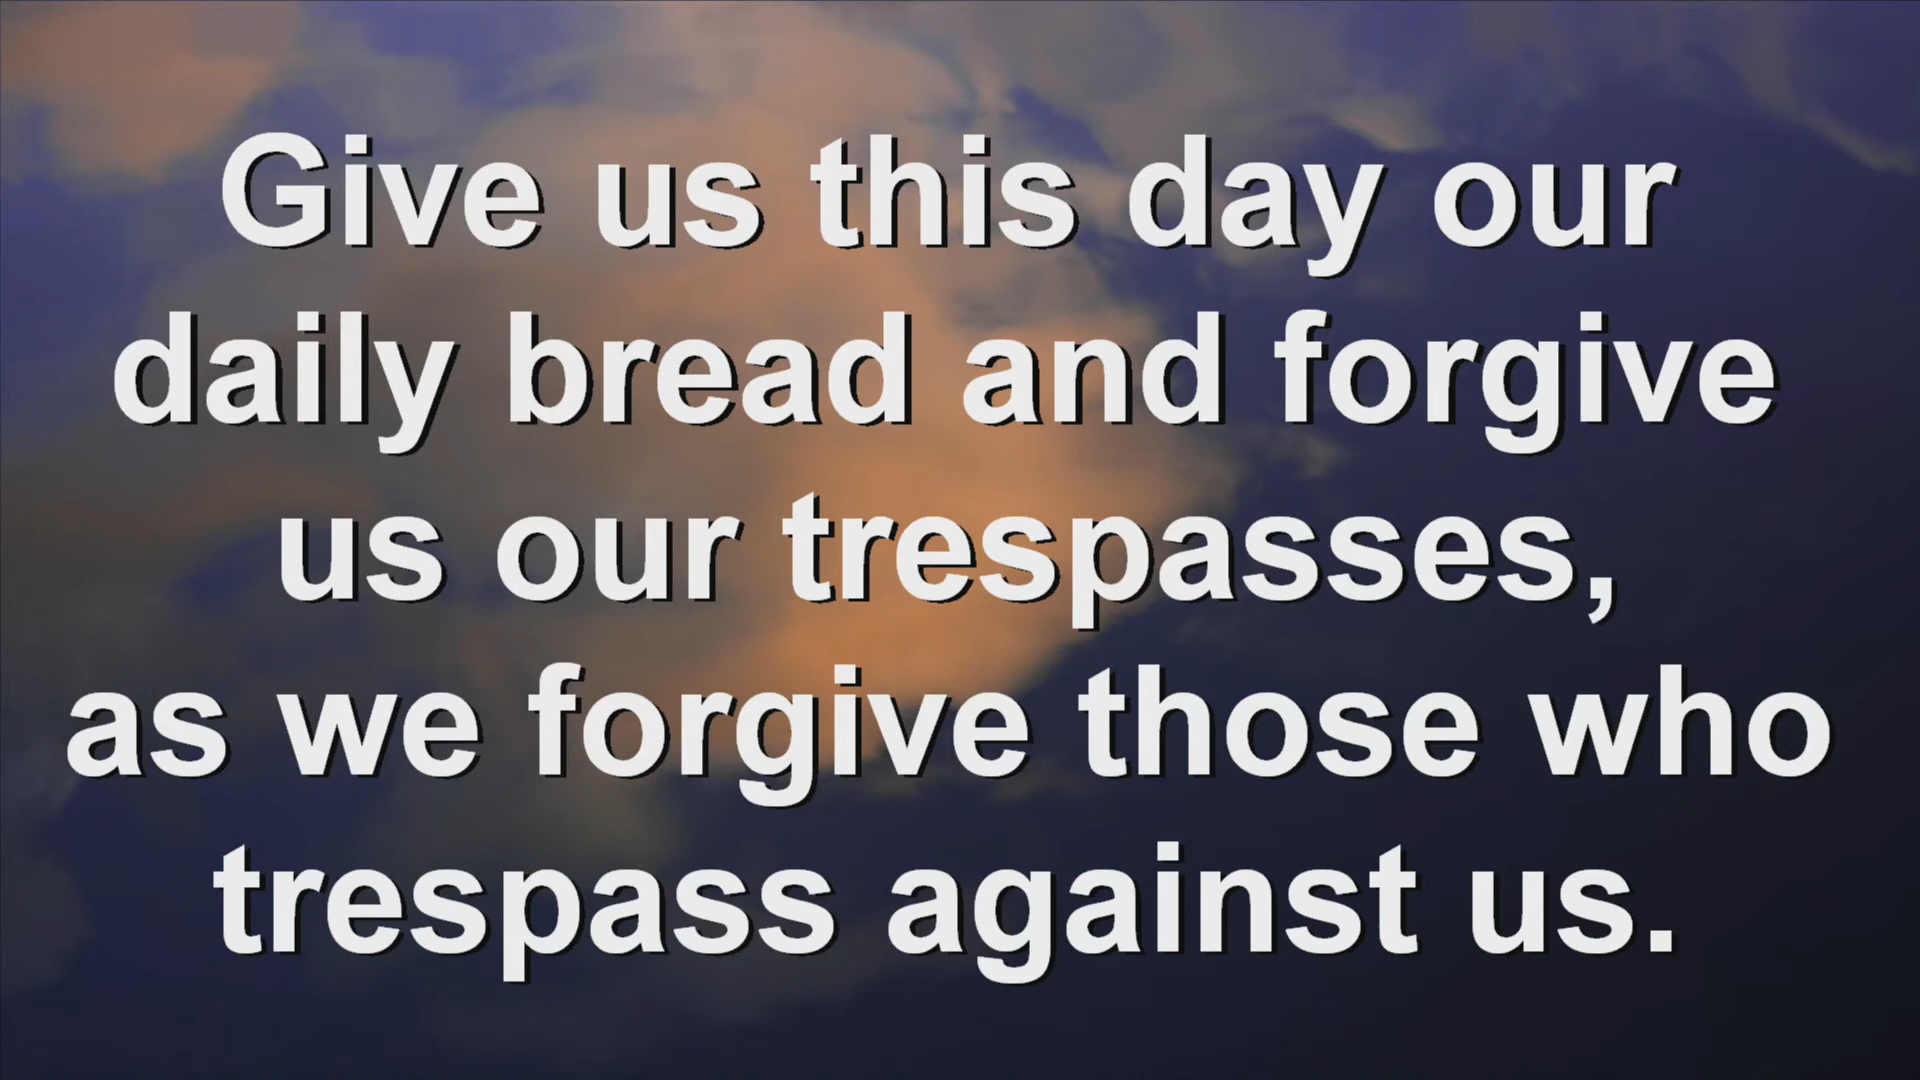 Give us this day our
daily bread and forgive
us our trespasses,
as we forgive those who
trespass against us.